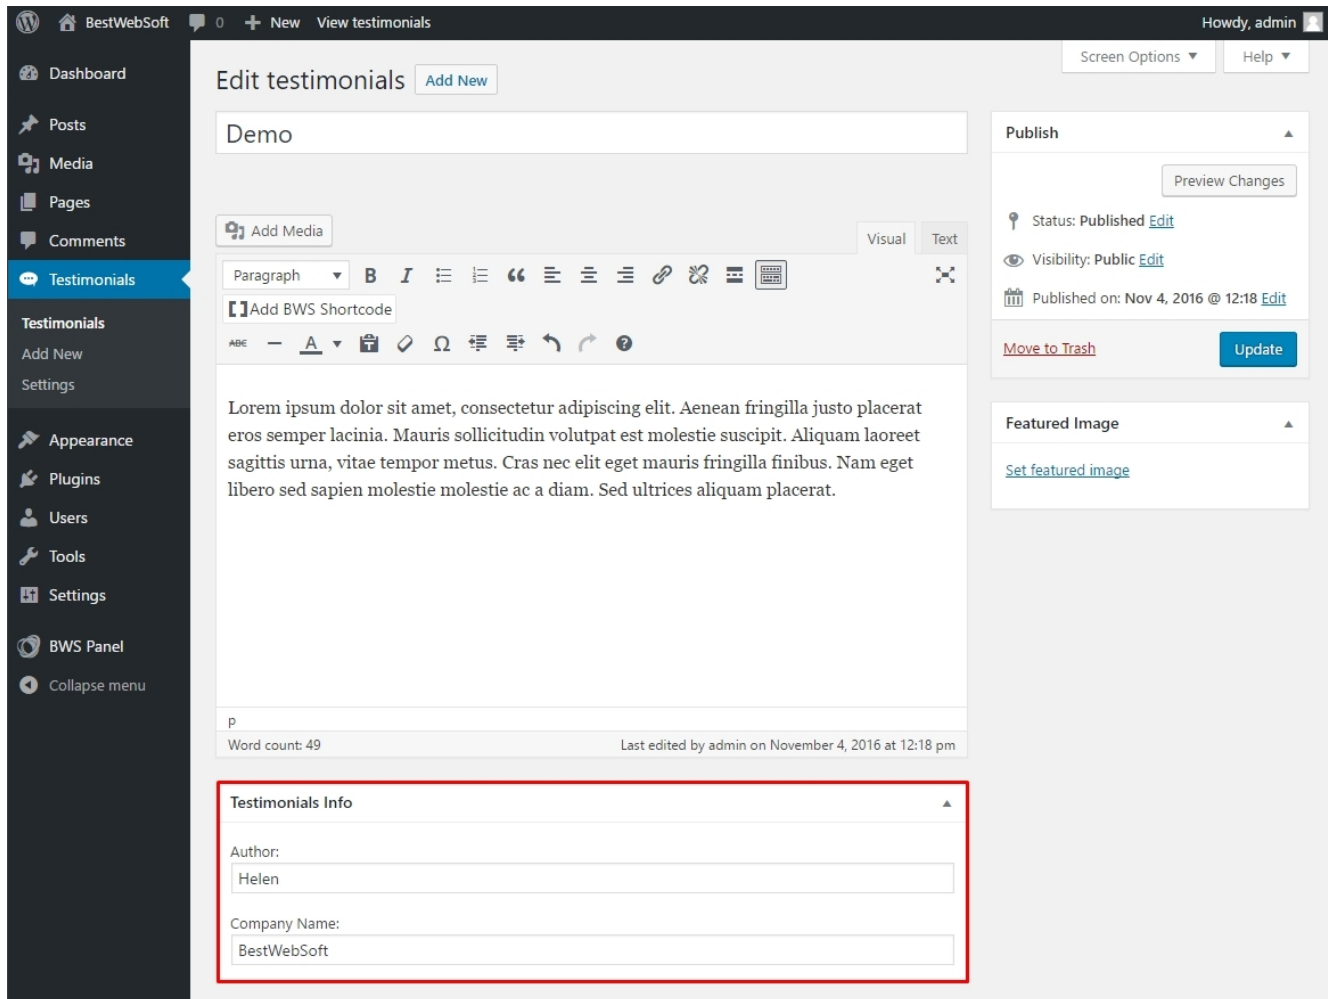 BestWebSoft 0 New View testimonials Howdy, admin
Screen Options Help
Dashboard
Posts
Media
Pages
Comments
Testimonials
Testimonials
Add New
Settings
Appearance
Plugins
Users
Tools
Settings
BWS Panel
Collapse menu
Edit testimonials Add New
Demo
Add Media
Visual Text
Paragraph B I
Add BWS Shortcode
ABC A Ω
Lorem ipsum dolor sit amet, consectetur adipiscing elit. Aenean fringilla justo placerat
eros semper lacinia. Mauris sollicitudin volutpat est molestie suscipit. Aliquam laoreet
sagittis urna, vitae tempor metus. Cras nec elit eget mauris fringilla finibus. Nam eget
libero sed sapien molestie molestie ac a diam. Sed ultrices aliquam placerat.
p
Word count: 49 Last edited by admin on November 4, 2016 at 12:18 pm
Testimonials Info
Author:
Helen
Company Name:
BestWebSoft
Publish
Preview Changes
Status: Published Edit
Visibility: Public Edit
Published on: Nov 4, 2016 @ 12:18 Edit
Move to Trash Update
Featured Image
Set featured image